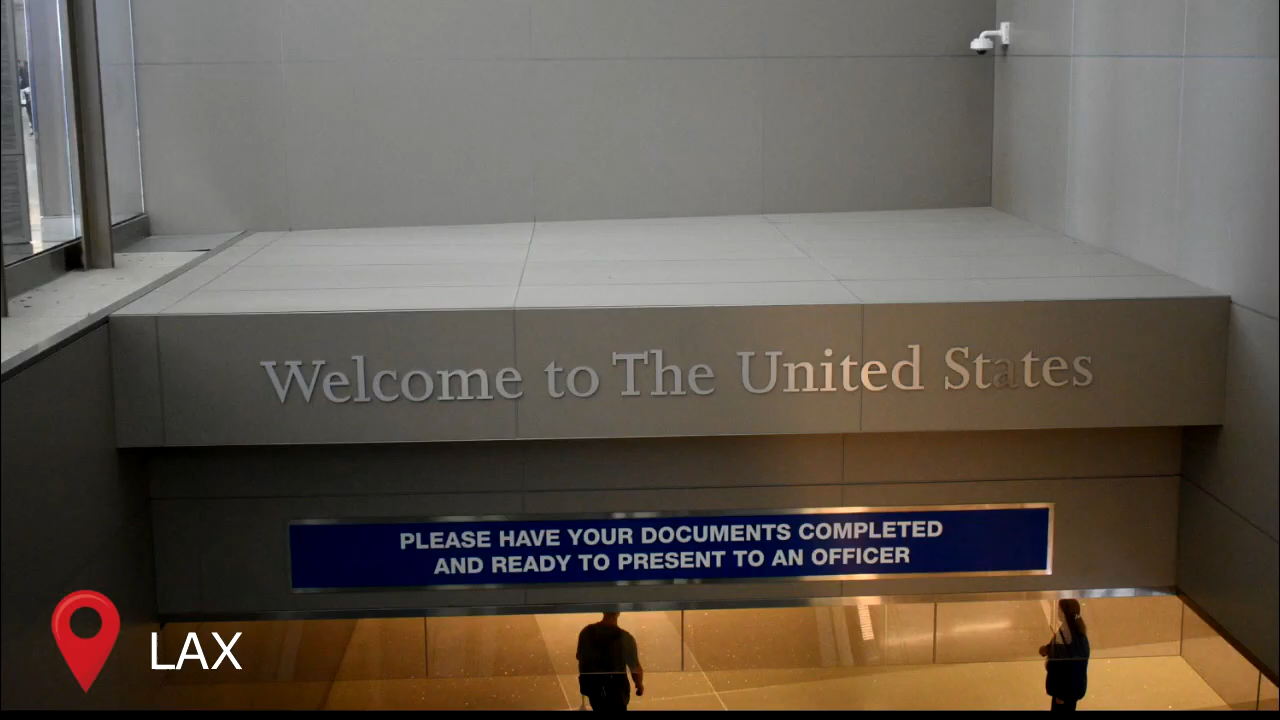 Welcome to The United States
PLEASE HAVE YOUR DOCUMENTS COMPLETED
AND READY TO PRESENT TO AN OFFICER
LAX